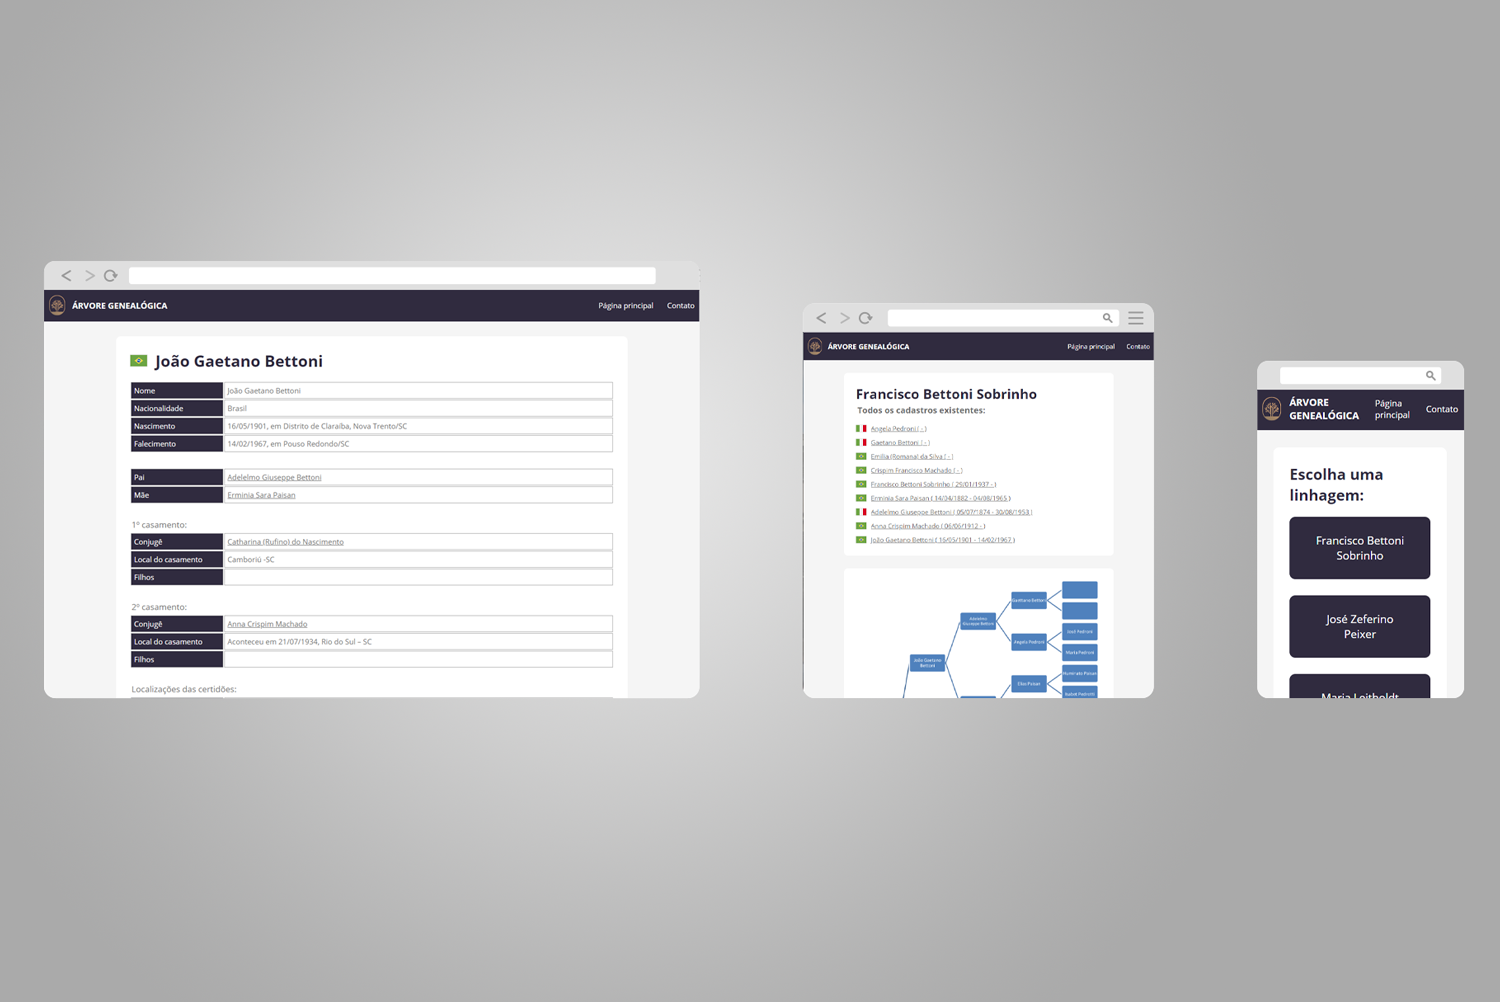 ÁRVORE GENEALÓGICA
Página principal
Contato
João Gaetano Bettoni
Nome
João Gaetano Bettoni
Nacionalidade
Brasil
Nascimento
16/05/1901, em Distrito de Claraíba, Nova Trento/SC
Falecimento
14/02/1967, em Pouso Redondo/SC
Pai
Adelelmo Giuseppe Bettoni
Mãe
Erminia Sara Paisan
1º casamento:
Conjugê
Catharina (Rufino) do Nascimento
Local do casamento
Camboriú -SC
Filhos
2º casamento:
Conjugê
Anna Crispim Machado
Local do casamento
Aconteceu em 21/07/1934, Rio do Sul – SC
Filhos
Localizações das certidões:
ÁRVORE GENEALÓGICA
Página principal
Contato
Francisco Bettoni Sobrinho
Todos os cadastros existentes:
Angela Pedroni ( - )
Gaetano Bettoni ( - )
Emilia (Romana) da Silva ( - )
Crispim Francisco Machado ( - )
Francisco Bettoni Sobrinho ( 29/01/1937 - )
Erminia Sara Paisan ( 14/04/1882 - 04/08/1965 )
Adelelmo Giuseppe Bettoni ( 05/07/1874 - 30/08/1953 )
Anna Crispim Machado ( 06/06/1912 - )
João Gaetano Bettoni ( 16/05/1901 - 14/02/1967 )
Gaettano Bettoni
Adelelmo
Giuseppe Bettoni
José Pedroni
Angela Pedroni
Maria Pedroni
João Gaetano
Bettoni
Paisan
Elias Paisan
Isabel Pedroni
ÁRVORE
GENEALÓGICA
Página
principal
Contato
Escolha uma
linhagem:
Francisco Bettoni
Sobrinho
José Zeferino
Peixer
Maria Leitholdt